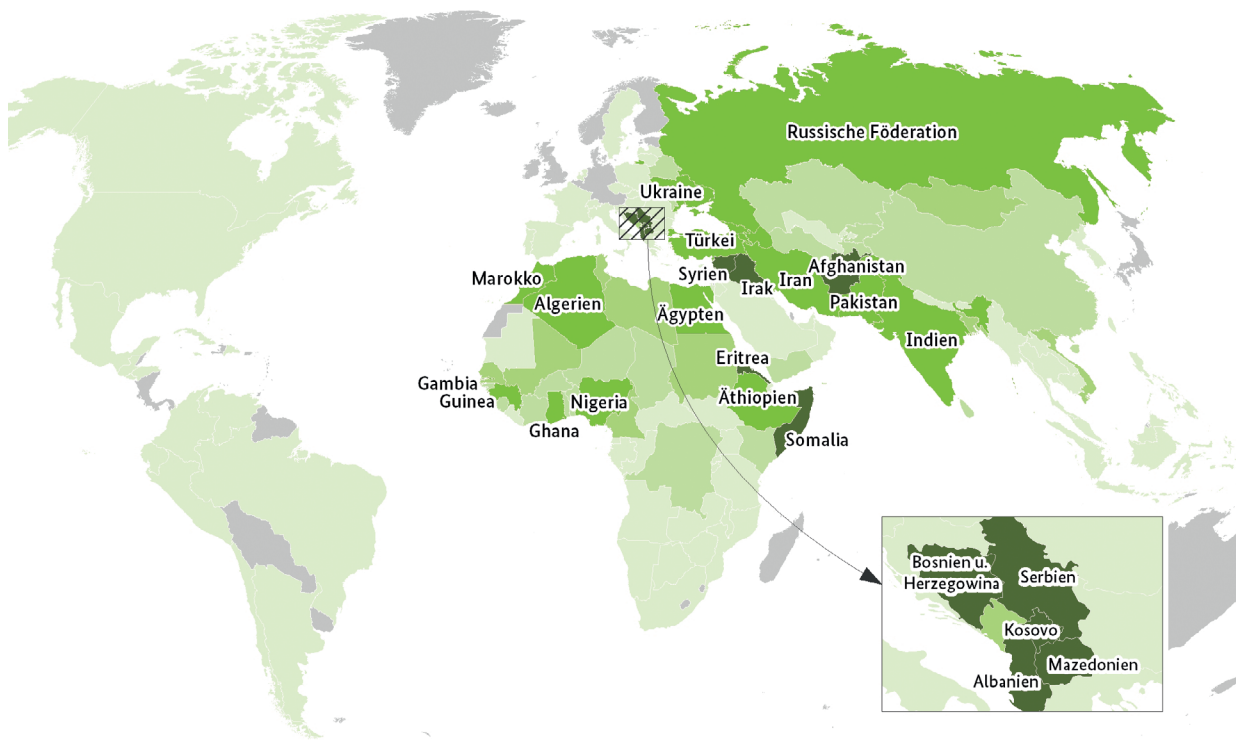 Russische Föderation
Ukraine
Türkei
Syrien
Irak
Iran
Afghanistan
Pakistan
Indien
Marokko
Algerien
Ägypten
Eritrea
Gambia
Guinea
Ghana
Nigeria
Äthiopien
Somalia
Bosnien u.
Herzegowina
Serbien
Kosovo
Mazedonien
Albanien